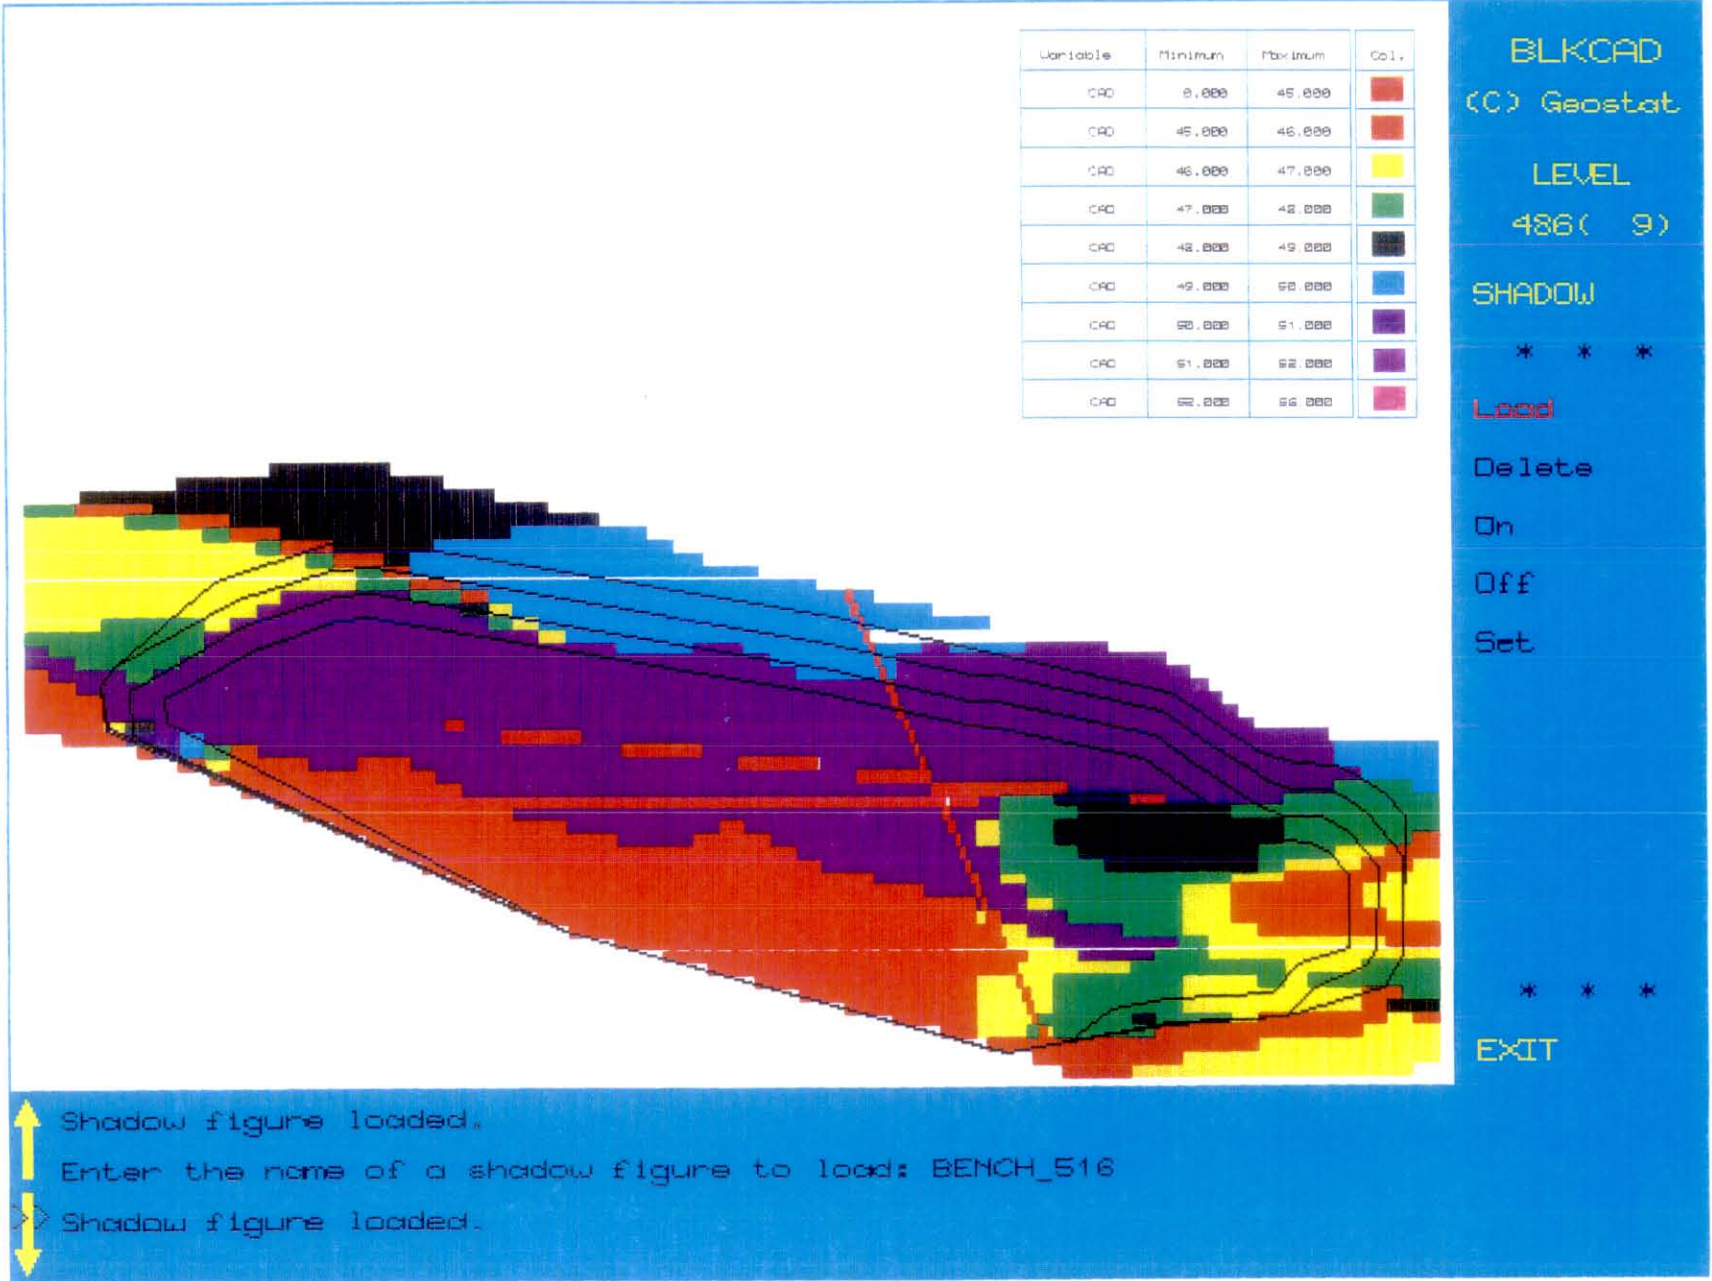 Variable Minimum Maximum Col.
CAO 0.000 45.000
CAO 45.000 46.000
CAO 46.000 47.000
CAO 47.000 48.000
CAO 48.000 49.000
CAO 49.000 50.000
CAO 50.000 51.000
CAO 51.000 52.000
CAO 52.000
BLKCAD
(C) Geostat
LEVEL
486( 9)
SHADOW
* * *
Load
Delete
On
Off
Set
* * *
EXIT
Shadow figure loaded.
Enter the name of a shadow figure to load: BENCH_516
Shadow figure loaded.